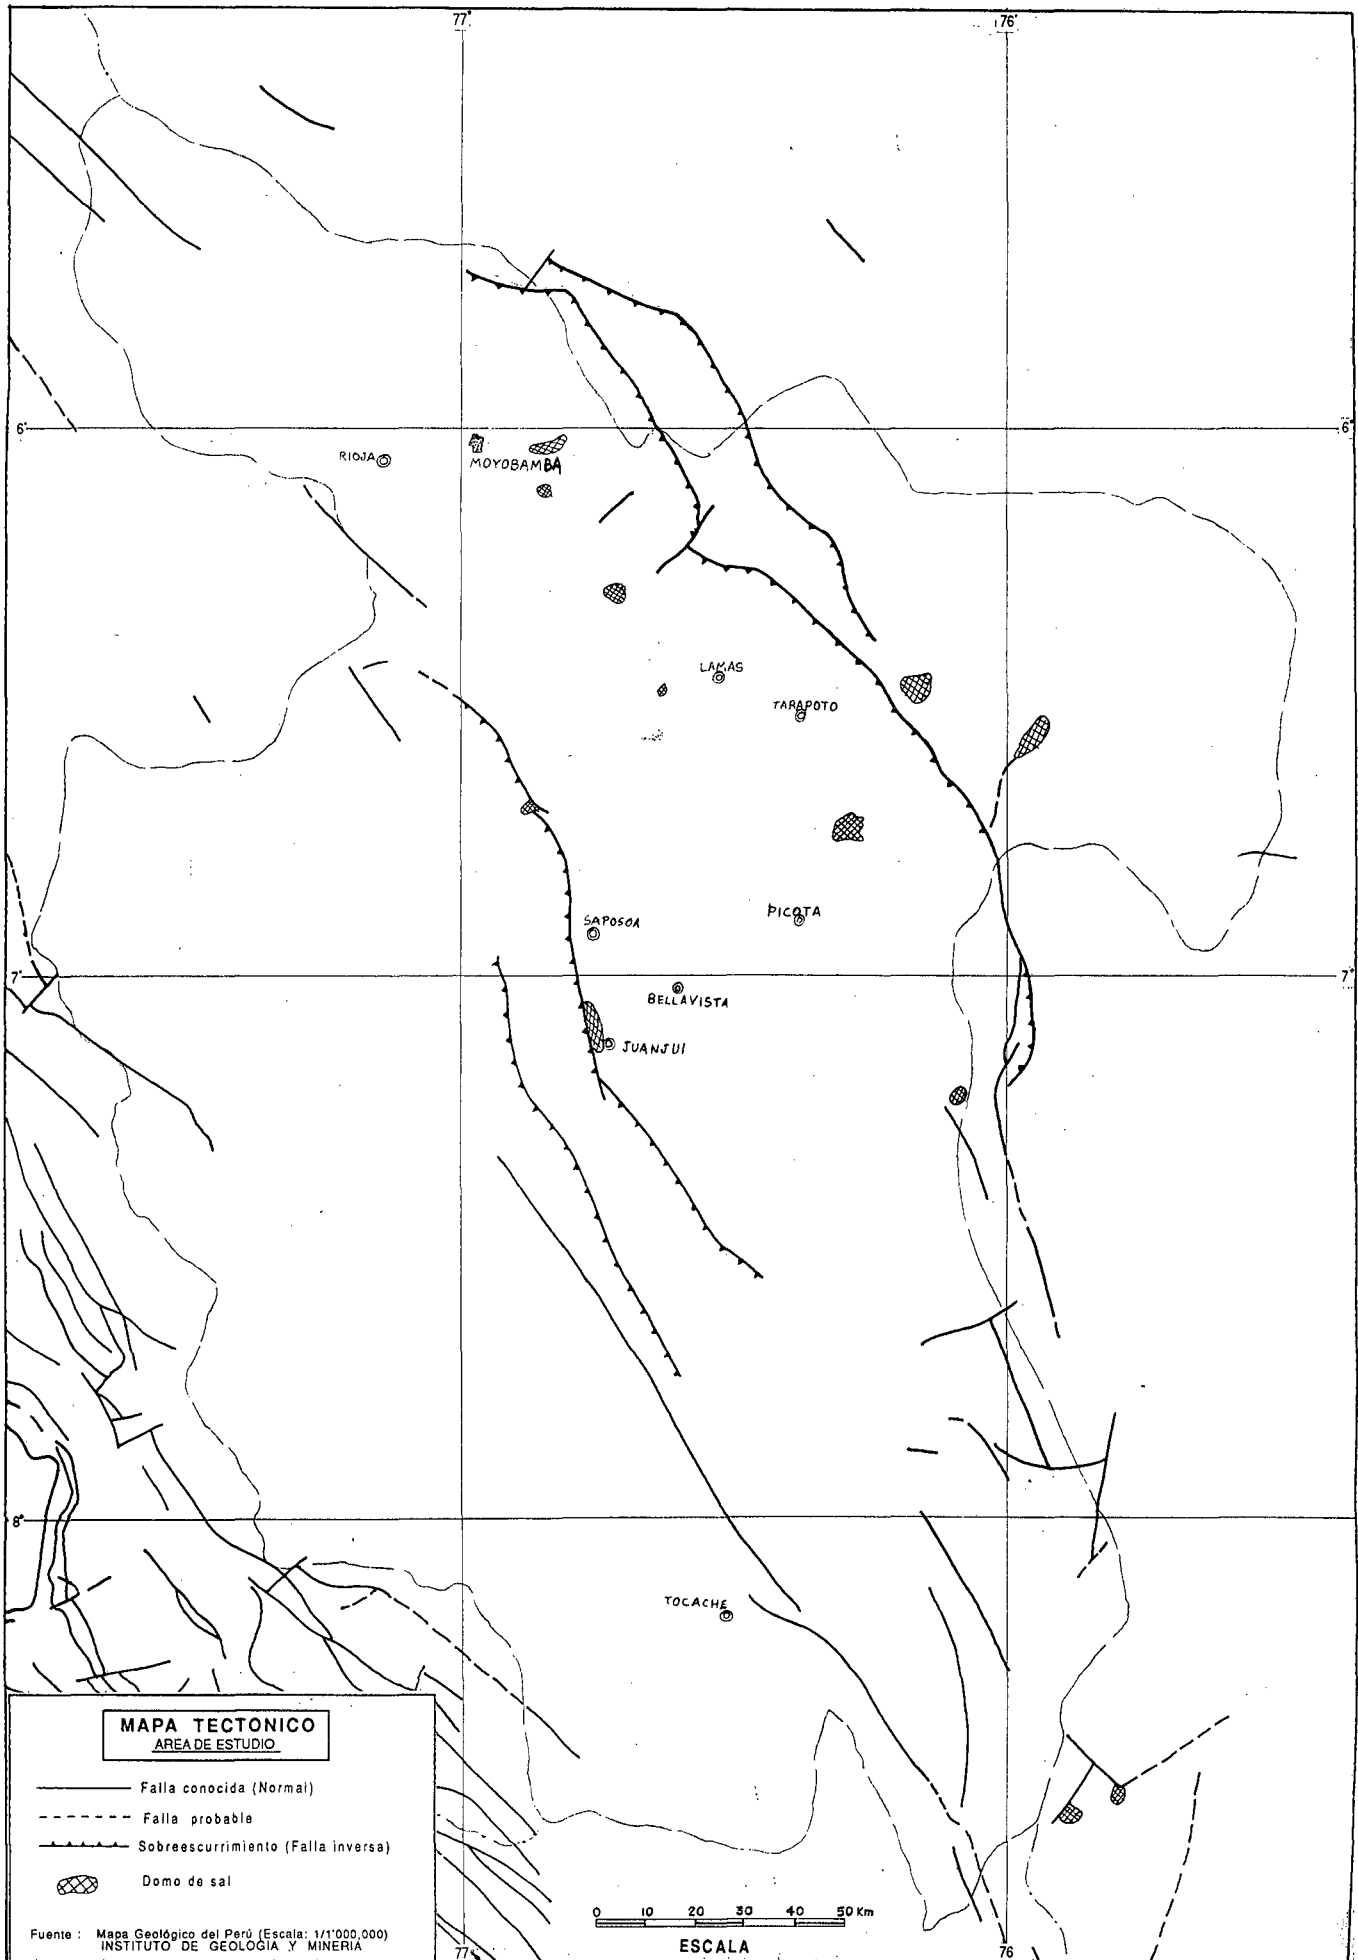 77°
76°
6°
6°
RIOJA
MOYOBAMBA
LAMAS
TARAPOTO
SAPOSOA
PICOTA
7°
7°
BELLAVISTA
JUANJUI
8°
TOCACHE
MAPA TECTONICO
AREA DE ESTUDIO
Falla conocida (Normal)
Falla probable
Sobreescurrimiento (Falla inversa)
Domo de sal
Fuente : Mapa Geológico del Perú (Escala: 1/1'000,000)
INSTITUTO DE GEOLOGIA Y MINERIA
0 10 20 30 40 50 Km
ESCALA
77°
76